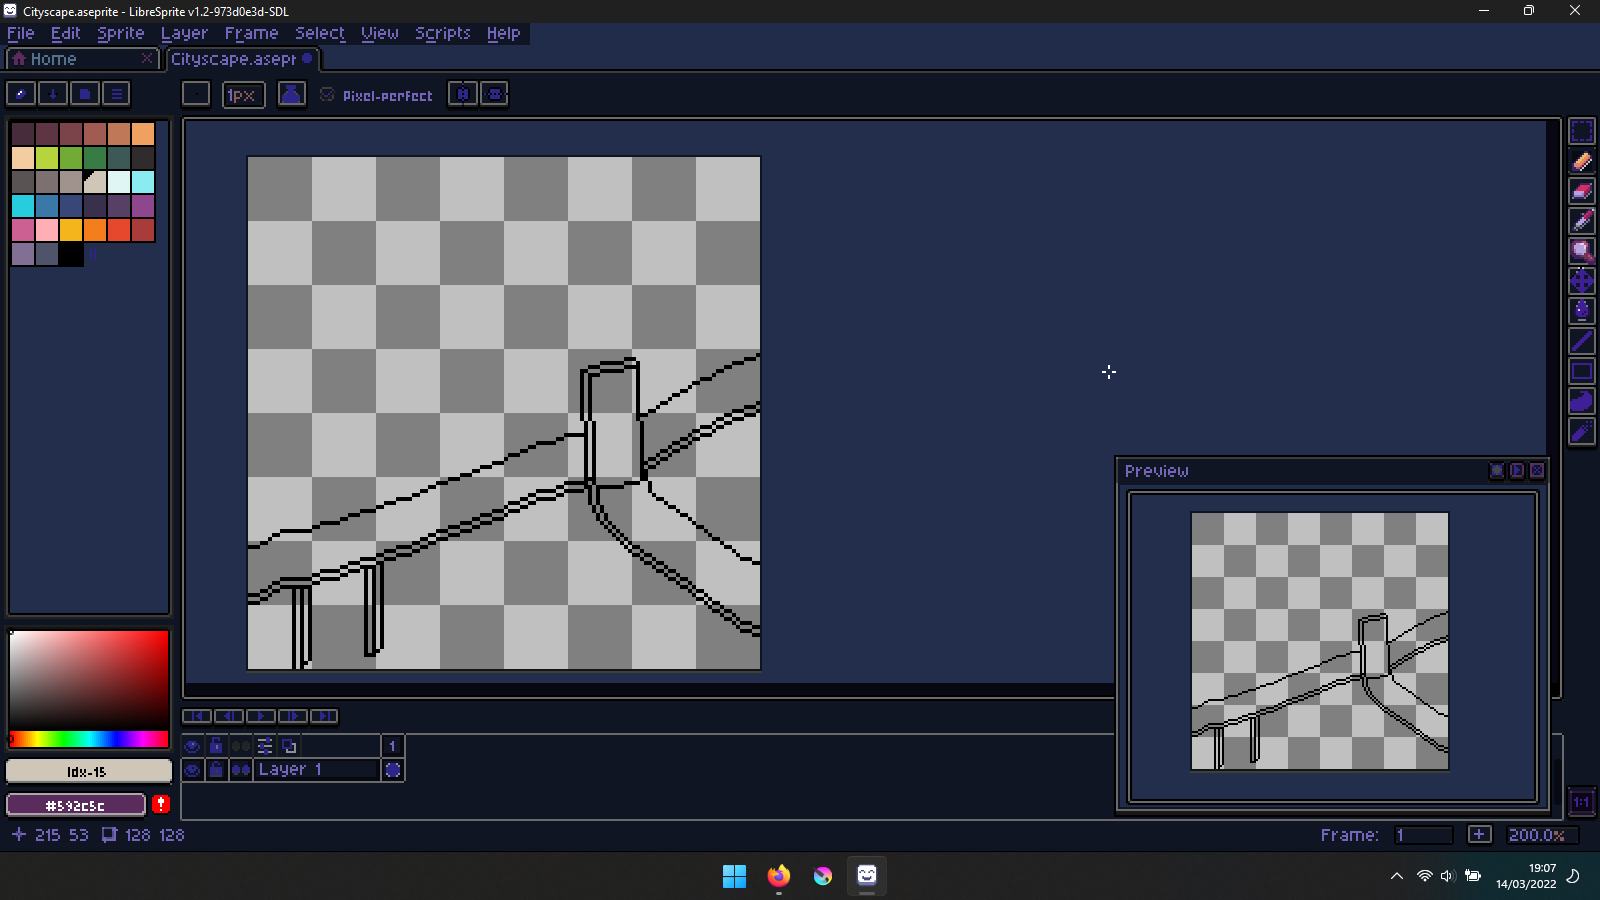 Cityscape.aseprite - LibreSprite v1.2-973d0e3d-SDL
File Edit Sprite Layer Frame Select View Scripts Help
Home
Cityscape.asepr
1px
Pixel-perfect
Preview
1
Layer 1
Idx-15
#592c5c
215 53 128 128
Frame: 1
200.0%
1:1
19:07
14/03/2022